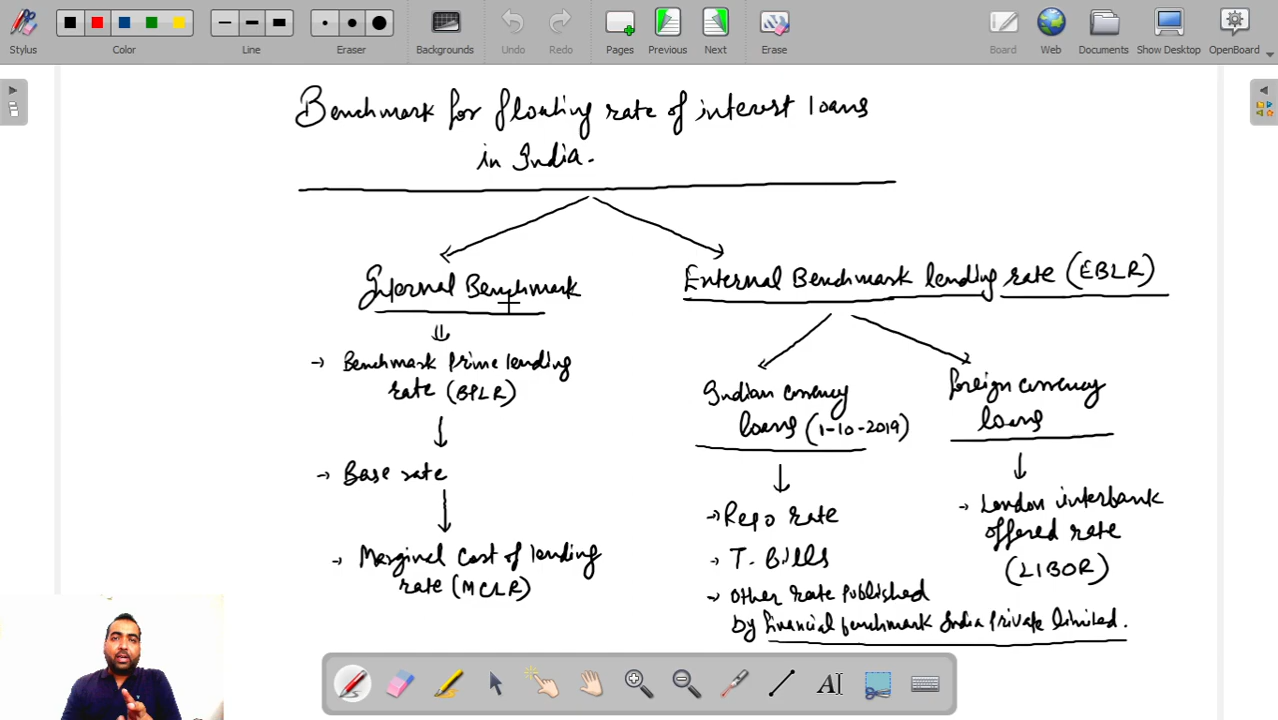 Stylus
Color
Line
Eraser
Backgrounds
Undo
Redo
Pages
Previous
Next
Erase
Board
Web
Documents
Show Desktop
OpenBoard
Benchmark for floating rate of interest loans
in India.
Internal Benchmark
External Benchmark lending rate (EBLR)
→ Benchmark Prime lending
rate (BPLR)
→ Base rate
→ Marginal Cost of lending
rate (MCLR)
Indian currency
loans (1-10-2019)
→ Repo rate
→ T. Bills
→ Other rate published
by financial benchmark India Private limited.
foreign currency
loans
→ London interbank
offered rate
(LIBOR)
AI